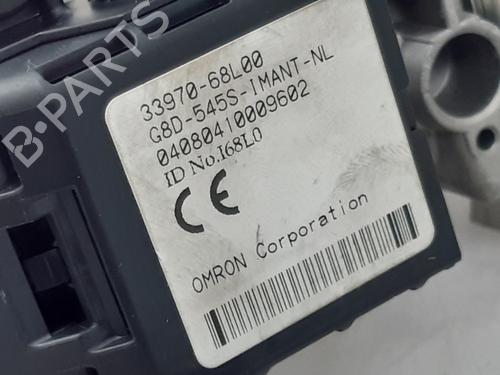 33970-68L00
G8D-545S-IMANT-NL
04080410009602
ID No.I68L0
CE
OMRON Corporation
B-PARTS